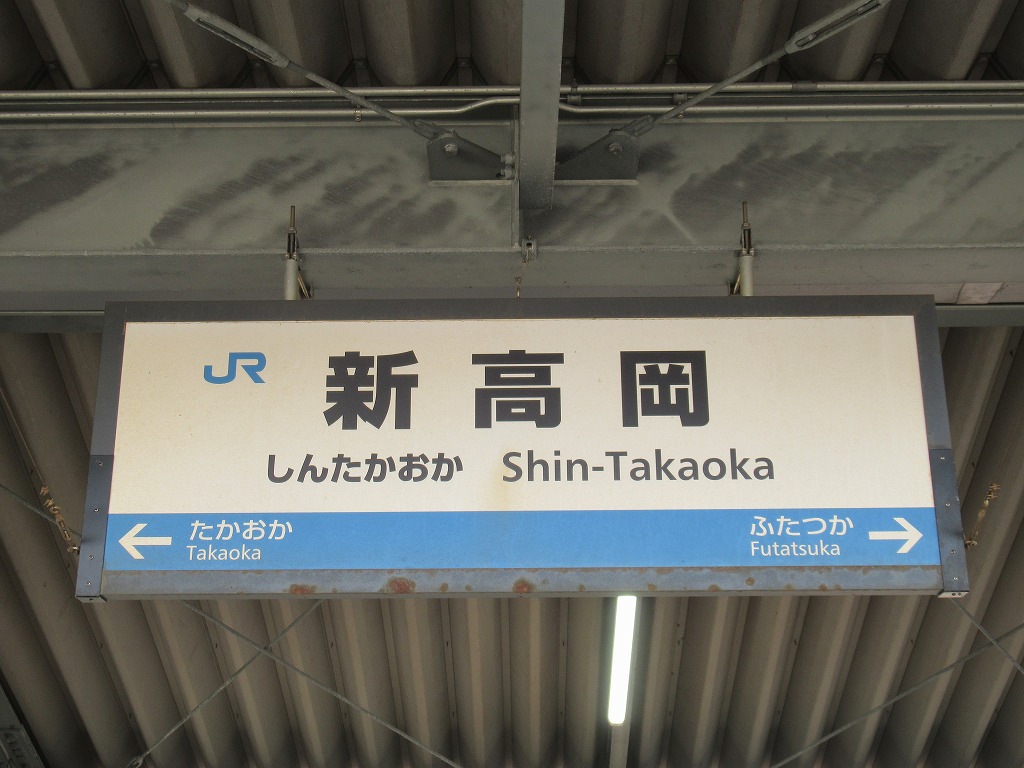 JR 新高岡
しんたかおか Shin-Takaoka
たかおか ふたつか
Takaoka Futatsuka